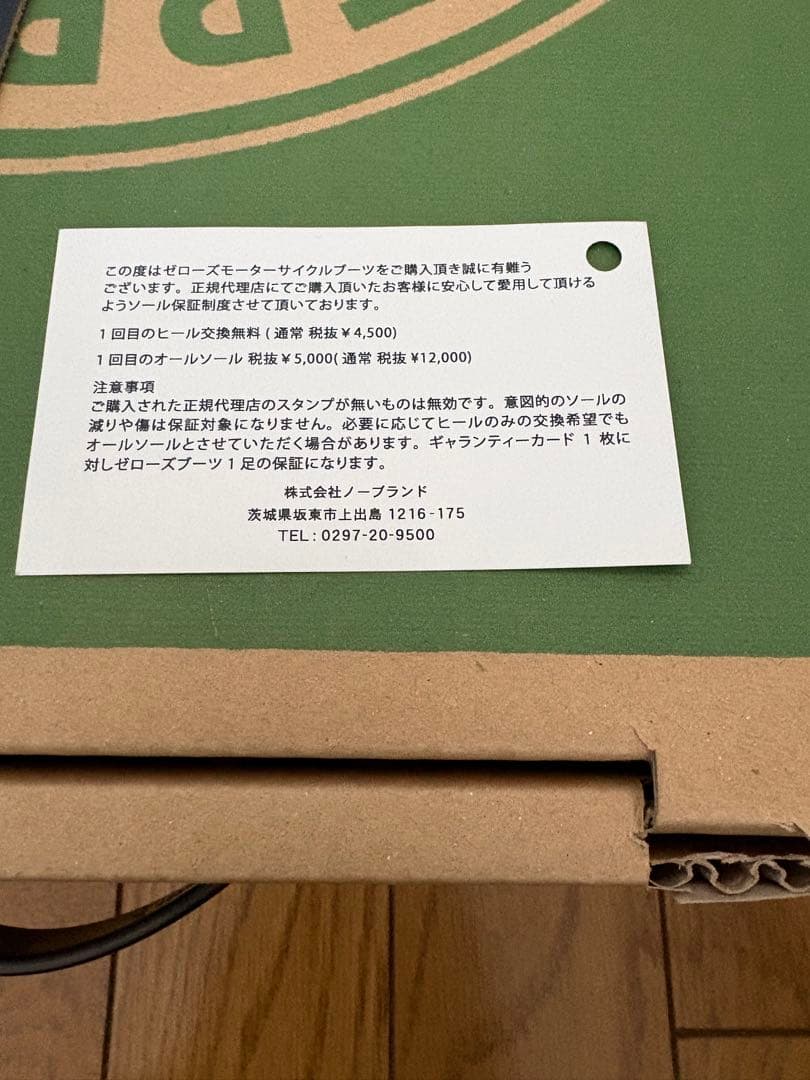 この度はゼローズモーターサイクルブーツをご購入頂き誠に有難う
ございます。正規代理店にてご購入頂いたお客様に安心して愛用して頂ける
ようソール保証制度させて頂いております。
1回目のヒール交換無料 ( 通常 税抜￥4,500)
1回目のオールソール 税抜￥5,000( 通常 税抜 ¥12,000)
注意事項
ご購入された正規代理店のスタンプが無いものは無効です。意図的のソールの
減りや傷は保証対象になりません。必要に応じてヒールのみの交換希望でも
オールソールとさせていただく場合があります。ギャランティーカード 1 枚に
対しゼローズブーツ1足の保証になります。
株式会社ノーブランド
茨城県坂東市上出島 1216-175
TEL : 0297-20-9500